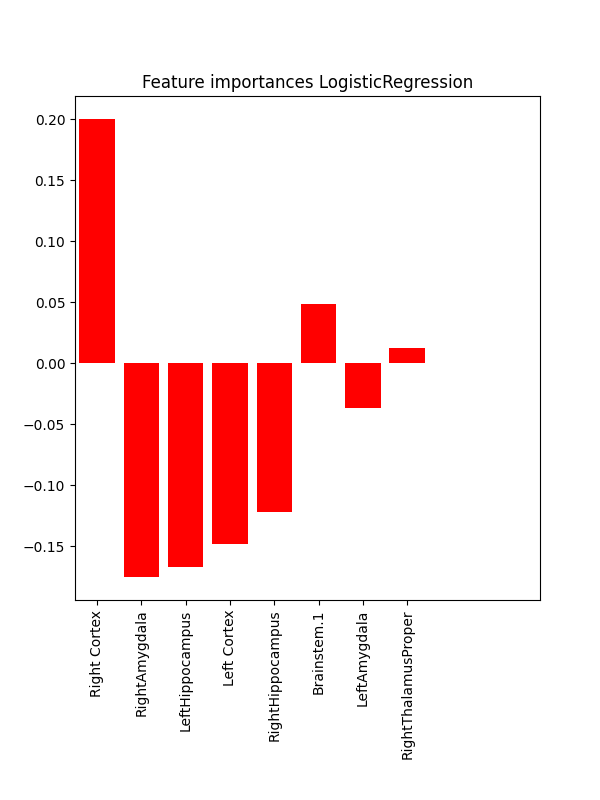 Feature importances LogisticRegression
0.20
0.15
0.10
0.05
0.00
−0.05
−0.10
−0.15
Right Cortex
RightAmygdala
LeftHippocampus
Left Cortex
RightHippocampus
Brainstem.1
LeftAmygdala
RightThalamusProper